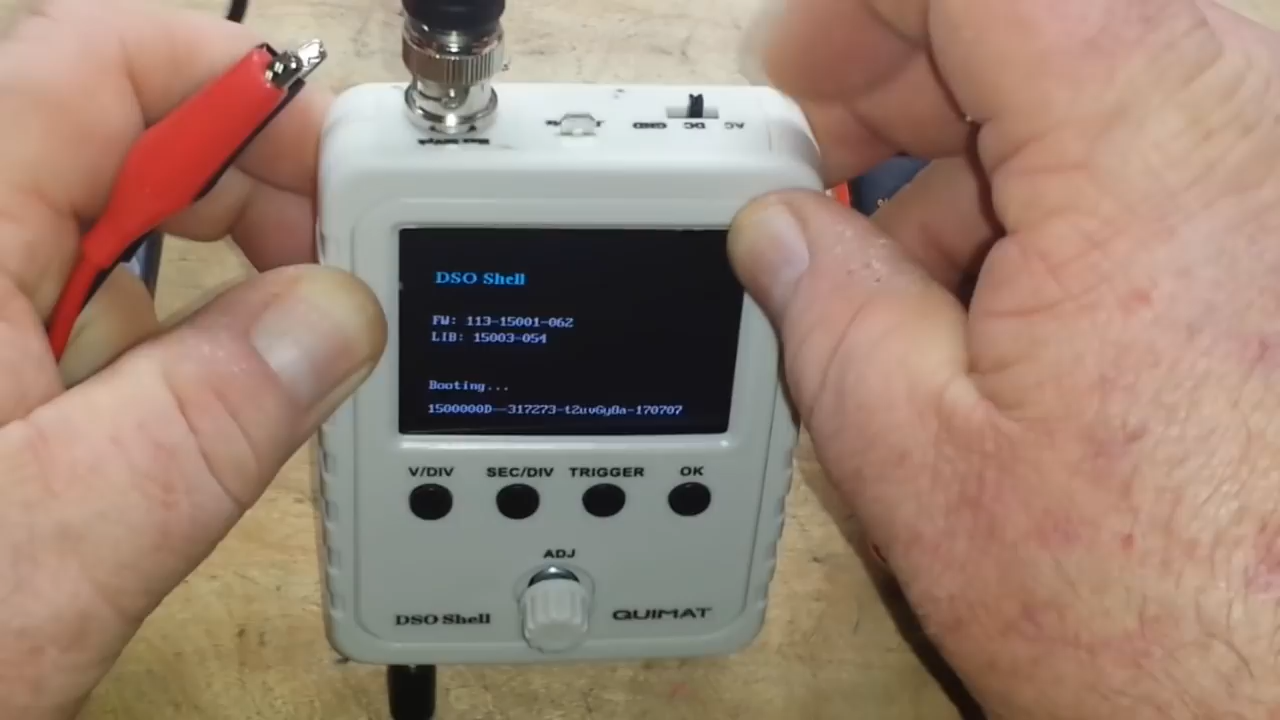 GND DC AC
DSO Shell
FW: 113-15001-062
LIB: 15003-054
Booting...
1500000D--317273-t2uvGy8a-170707
V/DIV SEC/DIV TRIGGER OK
ADJ
DSO Shell QUIMAT